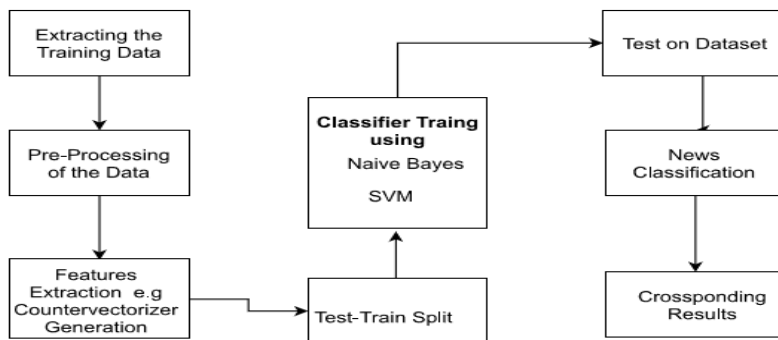 Extracting the
Training Data
Pre-Processing
of the Data
Features
Extraction e.g
Countervectorizer
Generation
Test-Train Split
Classifier Traing
using
Naive Bayes
SVM
Test on Dataset
News
Classification
Crossponding
Results